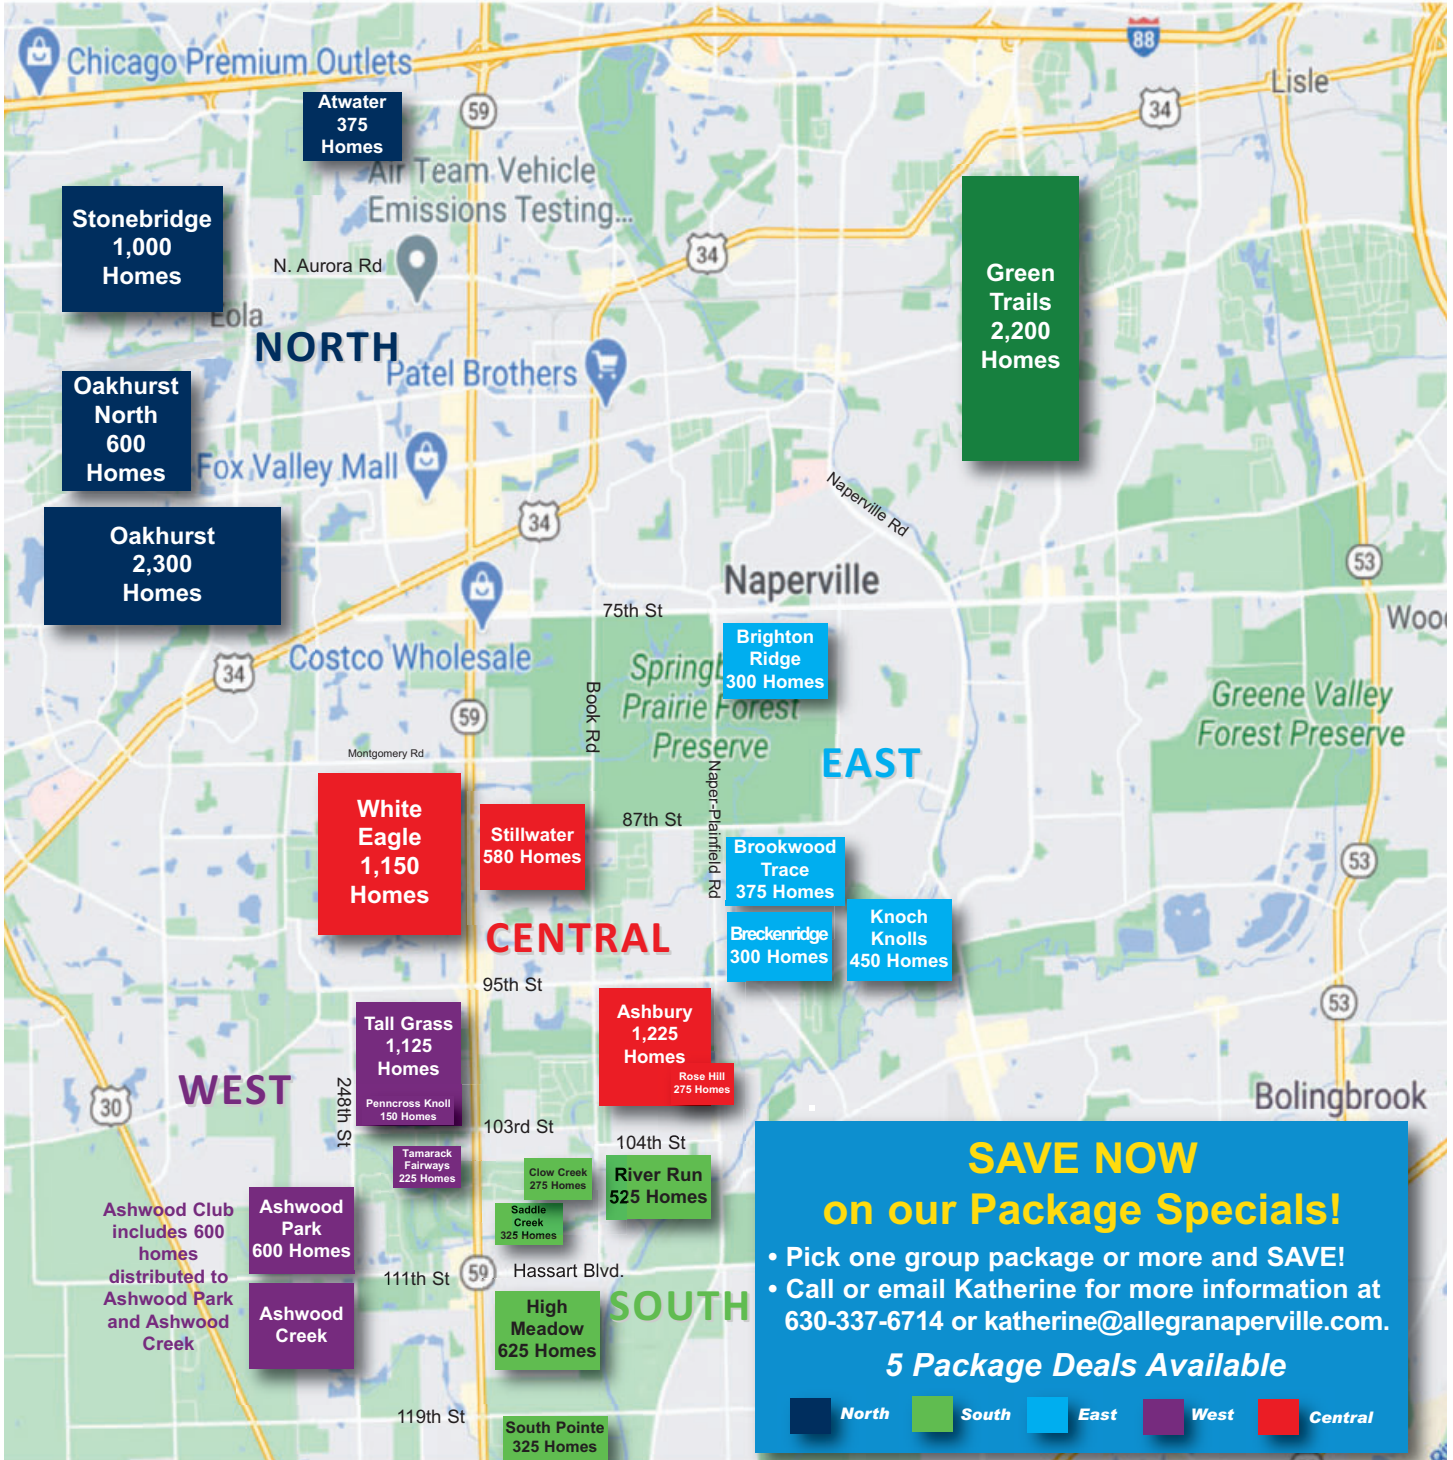 88
Chicago Premium Outlets
Lisle
Atwater
375
Homes
59
34
Air Team Vehicle
Emissions Testing...
Stonebridge
1,000
Homes
N. Aurora Rd
34
Green
Trails
2,200
Homes
Eola
NORTH
Patel Brothers
Oakhurst
North
600
Homes
Fox Valley Mall
Naperville Rd
34
Oakhurst
2,300
Homes
53
Naperville
75th St
Brighton
Ridge
300 Homes
Costco Wholesale
34
Prairie Forest
Preserve
Book Rd
Greene Valley
Forest Preserve
59
Montgomery Rd
EAST
Naper-Plainfield Rd
White
Eagle
1,150
Homes
Stillwater
580 Homes
87th St
Brookwood
Trace
375 Homes
53
Breckenridge
300 Homes
Knoch
Knolls
450 Homes
CENTRAL
95th St
53
Tall Grass
1,125
Homes
Penncross Knoll
150 Homes
Ashbury
1,225
Homes
Rose Hill
275 Homes
WEST
248th St
30
Bolingbrook
103rd St
104th St
Tamarack
Fairways
225 Homes
Clow Creek
275 Homes
River Run
525 Homes
Saddle
Creek
325 Homes
Ashwood Club
includes 600
homes
distributed to
Ashwood Park
and Ashwood
Creek
Ashwood
Park
600 Homes
Ashwood
Creek
111th St
59
Hassart Blvd.
High
Meadow
625 Homes
SOUTH
119th St
South Pointe
325 Homes
SAVE NOW
on our Package Specials!
• Pick one group package or more and SAVE!
• Call or email Katherine for more information at
630-337-6714 or katherine@allegranaperville.com.
5 Package Deals Available
North South East West Central